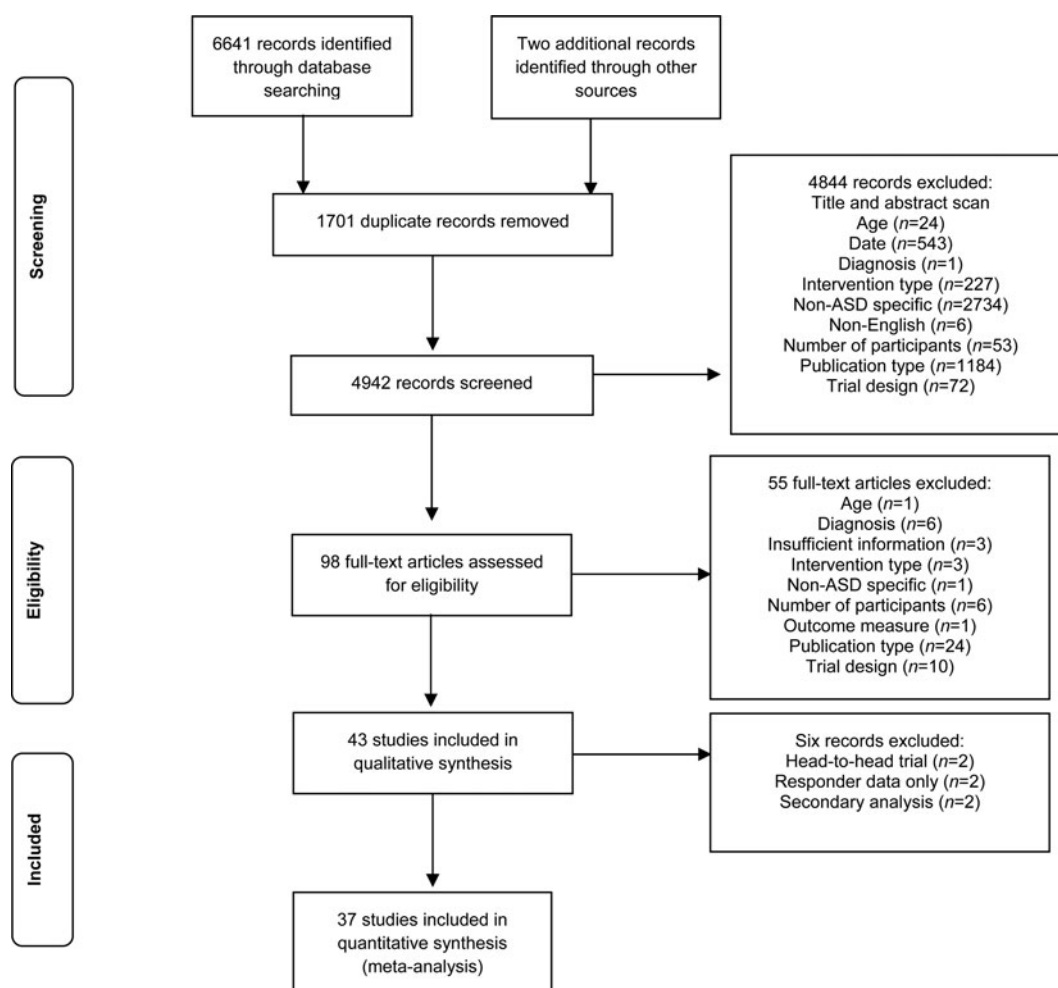 6641 records identified
through database
searching
Two additional records
identified through other
sources
Screening
1701 duplicate records removed
4942 records screened
4844 records excluded:
Title and abstract scan
Age (n=24)
Date (n=543)
Diagnosis (n=1)
Intervention type (n=227)
Non-ASD specific (n=2734)
Non-English (n=6)
Number of participants (n=53)
Publication type (n=1184)
Trial design (n=72)
Eligibility
98 full-text articles assessed
for eligibility
55 full-text articles excluded:
Age (n=1)
Diagnosis (n=6)
Insufficient information (n=3)
Intervention type (n=3)
Non-ASD specific (n=1)
Number of participants (n=6)
Outcome measure (n=1)
Publication type (n=24)
Trial design (n=10)
Included
43 studies included in
qualitative synthesis
Six records excluded:
Head-to-head trial (n=2)
Responder data only (n=2)
Secondary analysis (n=2)
37 studies included in
quantitative synthesis
(meta-analysis)